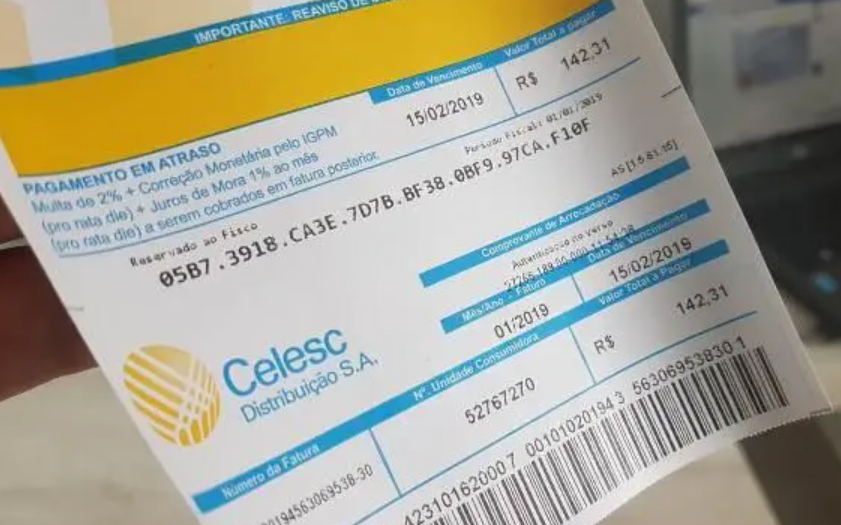 IMPORTANTE: REAVISO DE
Data de Vencimento
Valor Total a pagar
15/02/2019
R$ 142,31
PAGAMENTO EM ATRASO
Multa de 2% + Correção Monetária pelo IGPM
(pro rata die) + Juros de Mora 1% ao mês
(pro rata die) a serem cobrados em fatura posterior.
Período Fiscal: 01/01/2019
Reservado ao Fisco
05B7.3918.CA3E.7D7B.BF38.0BF9.97CA.F10F
Comprovante de Arrecadação
Autenticação no Verso
Mês/Ano - Fatura
Data de Vencimento
01/2019
15/02/2019
Celesc
Distribuição S.A.
Nº. Unidade Consumidora
Valor Total a Pagar
52767270
R$ 142,31
Número da Fatura
0194563069538-30
42310162000 7 00101020194 3 56306953830 1